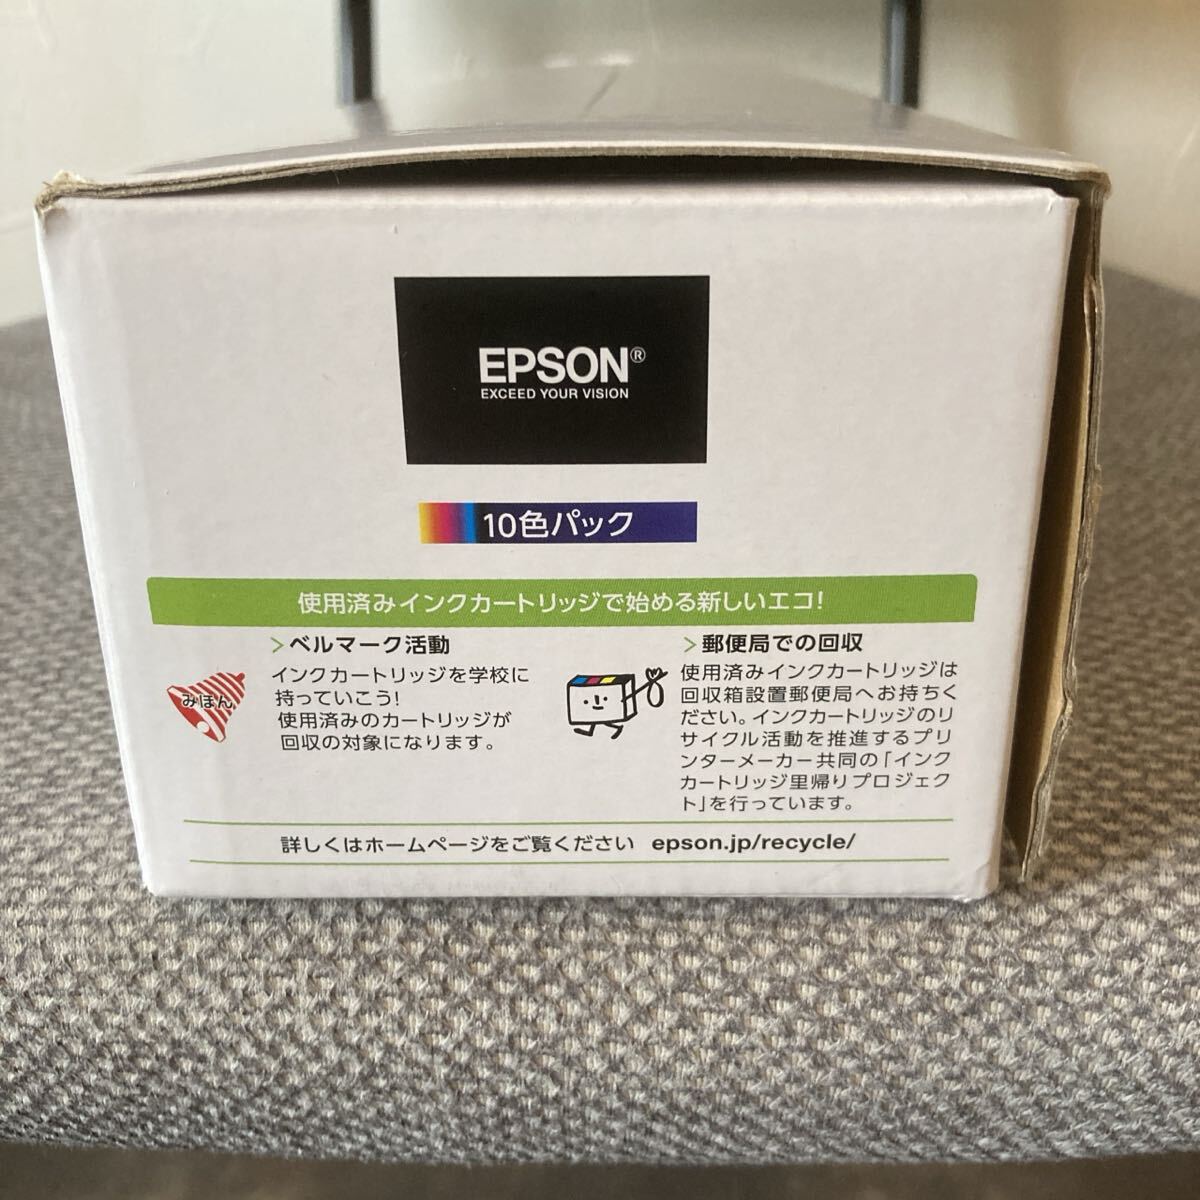 EPSON®
EXCEED YOUR VISION
10色パック
使用済みインクカートリッジで始める新しいエコ!
>ベルマーク活動
みほん
インクカートリッジを学校に
持っていこう!
使用済みのカートリッジが
回収の対象になります。
>郵便局での回収
使用済みインクカートリッジは
回収箱設置郵便局へお持ちく
ださい。インクカートリッジのリ
サイクル活動を推進するプリ
ンターメーカー共同の「インク
カートリッジ里帰りプロジェク
ト」を行っています。
詳しくはホームページをご覧ください epson.jp/recycle/